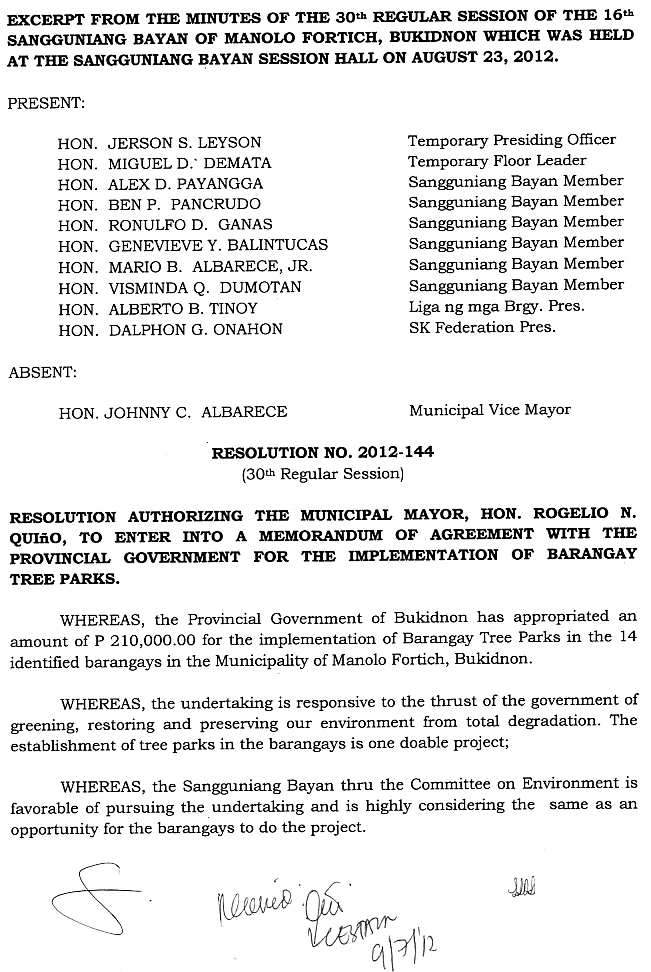 EXCERPT FROM THE MINUTES OF THE 30th REGULAR SESSION OF THE 16th
SANGGUNIANG BAYAN OF MANOLO FORTICH, BUKIDNON WHICH WAS HELD
AT THE SANGGUNIANG BAYAN SESSION HALL ON AUGUST 23, 2012.
PRESENT:
HON. JERSON S. LEYSON Temporary Presiding Officer
HON. MIGUEL D. DEMATA Temporary Floor Leader
HON. ALEX D. PAYANGGA Sangguniang Bayan Member
HON. BEN P. PANCRUDO Sangguniang Bayan Member
HON. RONULFO D. GANAS Sangguniang Bayan Member
HON. GENEVIEVE Y. BALINTUCAS Sangguniang Bayan Member
HON. MARIO B. ALBARECE, JR. Sangguniang Bayan Member
HON. VISMINDA Q. DUMOTAN Sangguniang Bayan Member
HON. ALBERTO B. TINOY Liga ng mga Brgy. Pres.
HON. DALPHON G. ONAHON SK Federation Pres.
ABSENT:
HON. JOHNNY C. ALBARECE Municipal Vice Mayor
RESOLUTION NO. 2012-144
(30th Regular Session)
RESOLUTION AUTHORIZING THE MUNICIPAL MAYOR, HON. ROGELIO N.
QUIñO, TO ENTER INTO A MEMORANDUM OF AGREEMENT WITH THE
PROVINCIAL GOVERNMENT FOR THE IMPLEMENTATION OF BARANGAY
TREE PARKS.
WHEREAS, the Provincial Government of Bukidnon has appropriated an
amount of P 210,000.00 for the implementation of Barangay Tree Parks in the 14
identified barangays in the Municipality of Manolo Fortich, Bukidnon.
WHEREAS, the undertaking is responsive to the thrust of the government of
greening, restoring and preserving our environment from total degradation. The
establishment of tree parks in the barangays is one doable project;
WHEREAS, the Sangguniang Bayan thru the Committee on Environment is
favorable of pursuing the undertaking and is highly considering the same as an
opportunity for the barangays to do the project.
9/7/12